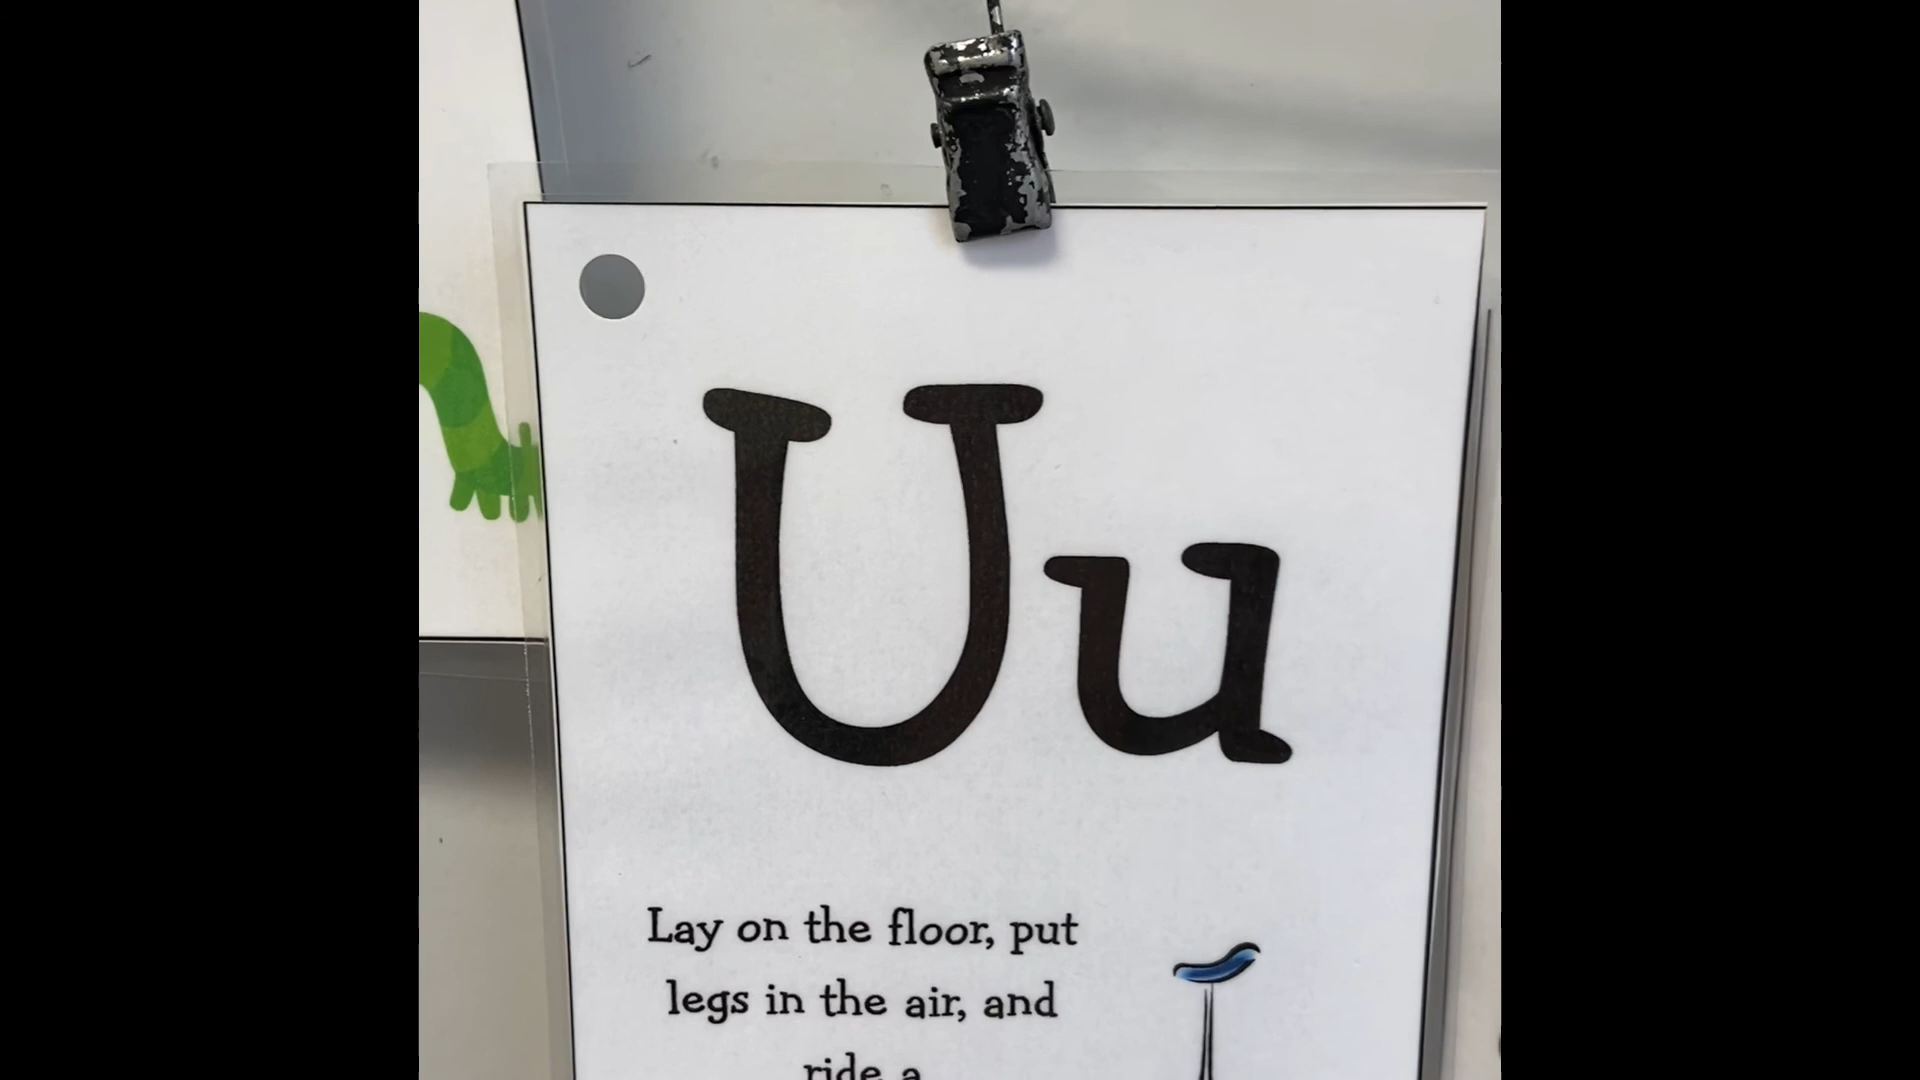 Uu
Lay on the floor, put
legs in the air, and
ride a